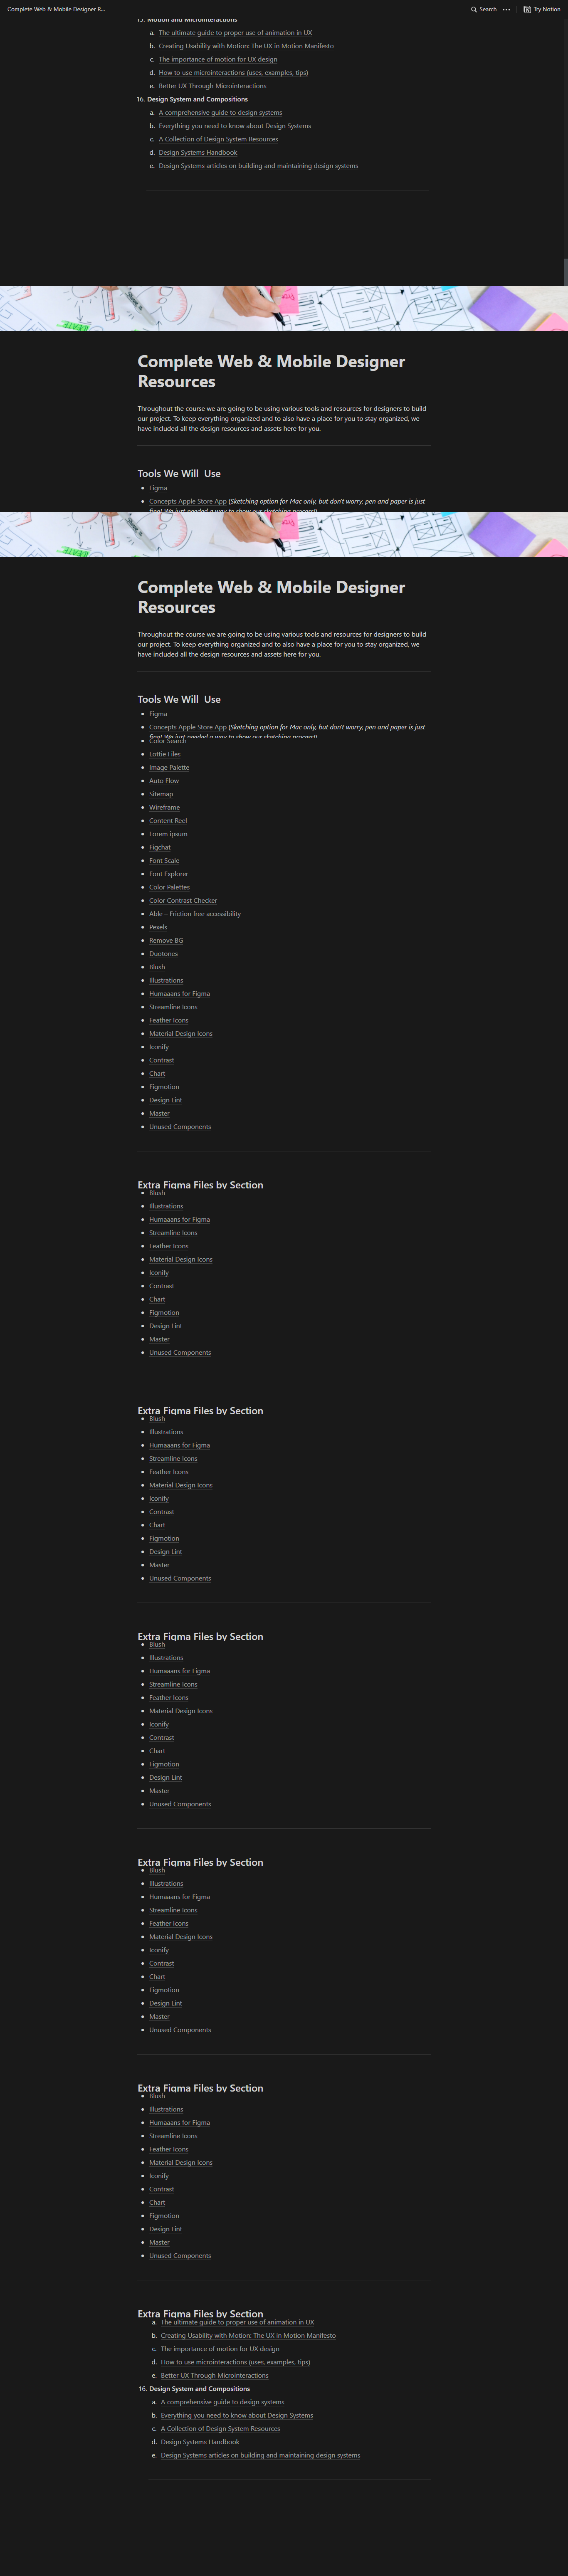 Complete Web & Mobile Designer R...
Search
Try Notion
15. Motion and Microinteractions
a. The ultimate guide to proper use of animation in UX
b. Creating Usability with Motion: The UX in Motion Manifesto
c. The importance of motion for UX design
d. How to use microinteractions (uses, examples, tips)
e. Better UX Through Microinteractions
16. Design System and Compositions
a. A comprehensive guide to design systems
b. Everything you need to know about Design Systems
c. A Collection of Design System Resources
d. Design Systems Handbook
e. Design Systems articles on building and maintaining design systems
Complete Web & Mobile Designer
Resources
Throughout the course we are going to be using various tools and resources for designers to build
our project. To keep everything organized and to also have a place for you to stay organized, we
have included all the design resources and assets here for you.
Tools We Will  Use
Figma
Concepts Apple Store App (Sketching option for Mac only, but don't worry, pen and paper is just
fine! We just needed a way to show our sketching process!)
Complete Web & Mobile Designer
Resources
Throughout the course we are going to be using various tools and resources for designers to build
our project. To keep everything organized and to also have a place for you to stay organized, we
have included all the design resources and assets here for you.
Tools We Will  Use
Figma
Concepts Apple Store App (Sketching option for Mac only, but don't worry, pen and paper is just
fine! We just needed a way to show our sketching process!)
Color Search
Lottie Files
Image Palette
Auto Flow
Sitemap
Wireframe
Content Reel
Lorem ipsum
Figchat
Font Scale
Font Explorer
Color Palettes
Color Contrast Checker
Able – Friction free accessibility
Pexels
Remove BG
Duotones
Blush
Illustrations
Humaaans for Figma
Streamline Icons
Feather Icons
Material Design Icons
Iconify
Contrast
Chart
Figmotion
Design Lint
Master
Unused Components
Extra Figma Files by Section
Blush
Illustrations
Humaaans for Figma
Streamline Icons
Feather Icons
Material Design Icons
Iconify
Contrast
Chart
Figmotion
Design Lint
Master
Unused Components
Extra Figma Files by Section
Blush
Illustrations
Humaaans for Figma
Streamline Icons
Feather Icons
Material Design Icons
Iconify
Contrast
Chart
Figmotion
Design Lint
Master
Unused Components
Extra Figma Files by Section
Blush
Illustrations
Humaaans for Figma
Streamline Icons
Feather Icons
Material Design Icons
Iconify
Contrast
Chart
Figmotion
Design Lint
Master
Unused Components
Extra Figma Files by Section
Blush
Illustrations
Humaaans for Figma
Streamline Icons
Feather Icons
Material Design Icons
Iconify
Contrast
Chart
Figmotion
Design Lint
Master
Unused Components
Extra Figma Files by Section
Blush
Illustrations
Humaaans for Figma
Streamline Icons
Feather Icons
Material Design Icons
Iconify
Contrast
Chart
Figmotion
Design Lint
Master
Unused Components
Extra Figma Files by Section
a. The ultimate guide to proper use of animation in UX
b. Creating Usability with Motion: The UX in Motion Manifesto
c. The importance of motion for UX design
d. How to use microinteractions (uses, examples, tips)
e. Better UX Through Microinteractions
16. Design System and Compositions
a. A comprehensive guide to design systems
b. Everything you need to know about Design Systems
c. A Collection of Design System Resources
d. Design Systems Handbook
e. Design Systems articles on building and maintaining design systems